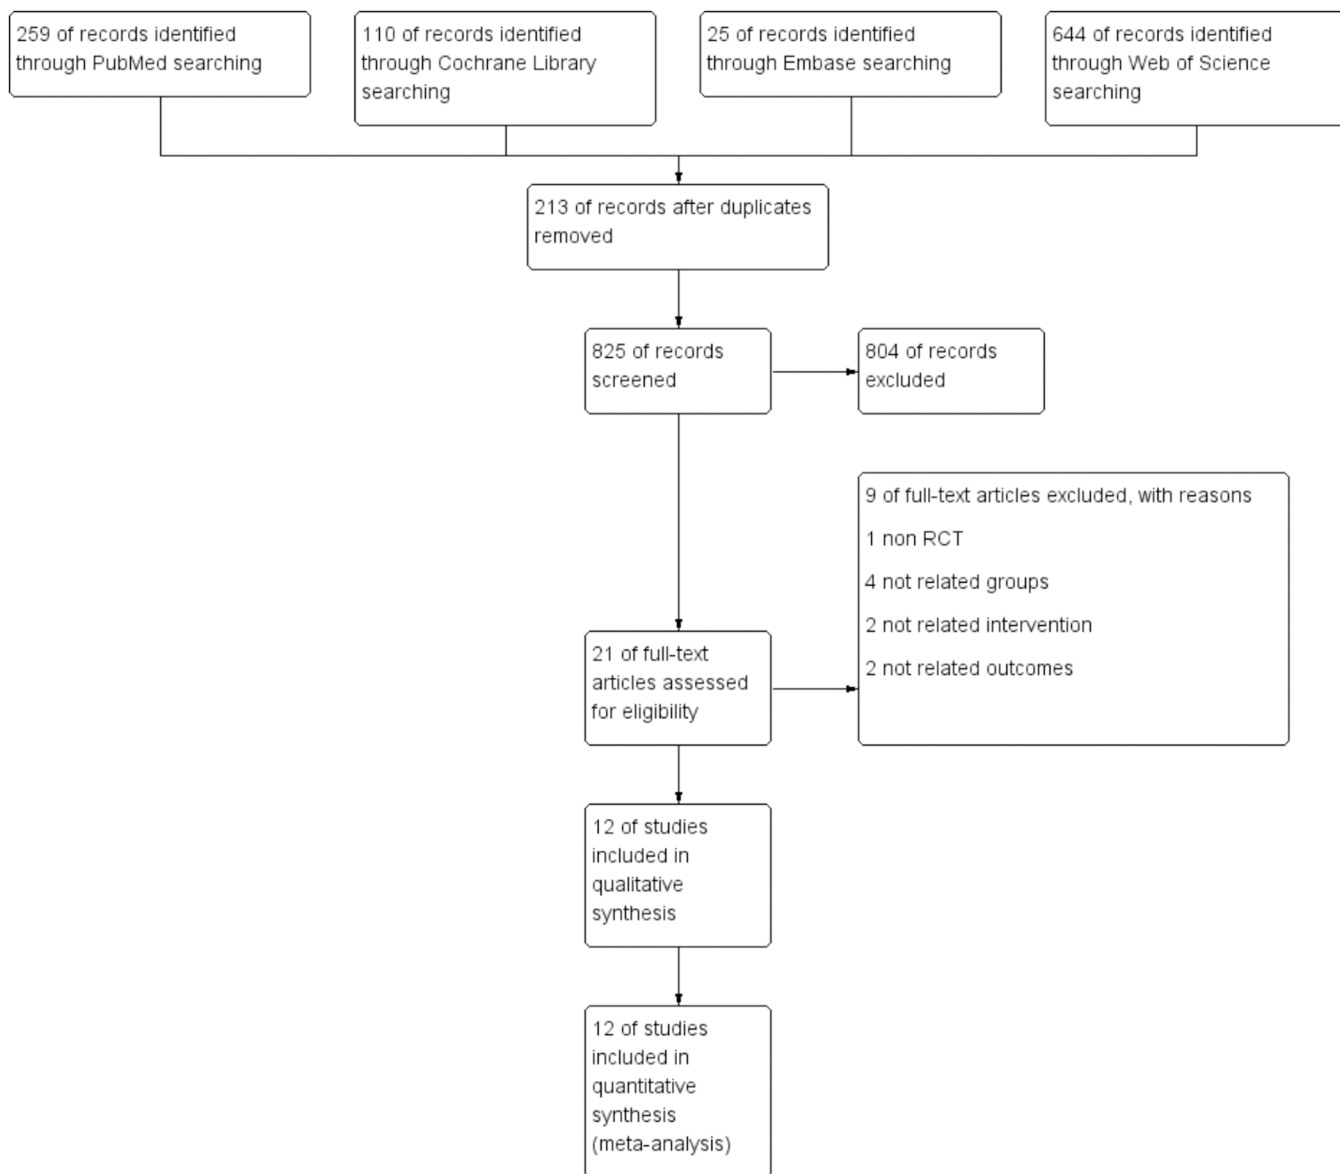 259 of records identified
through PubMed searching
110 of records identified
through Cochrane Library
searching
25 of records identified
through Embase searching
644 of records identified
through Web of Science
searching
213 of records after duplicates
removed
825 of records
screened
804 of records
excluded
9 of full-text articles excluded, with reasons
1 non RCT
4 not related groups
2 not related intervention
2 not related outcomes
21 of full-text
articles assessed
for eligibility
12 of studies
included in
qualitative
synthesis
12 of studies
included in
quantitative
synthesis
(meta-analysis)